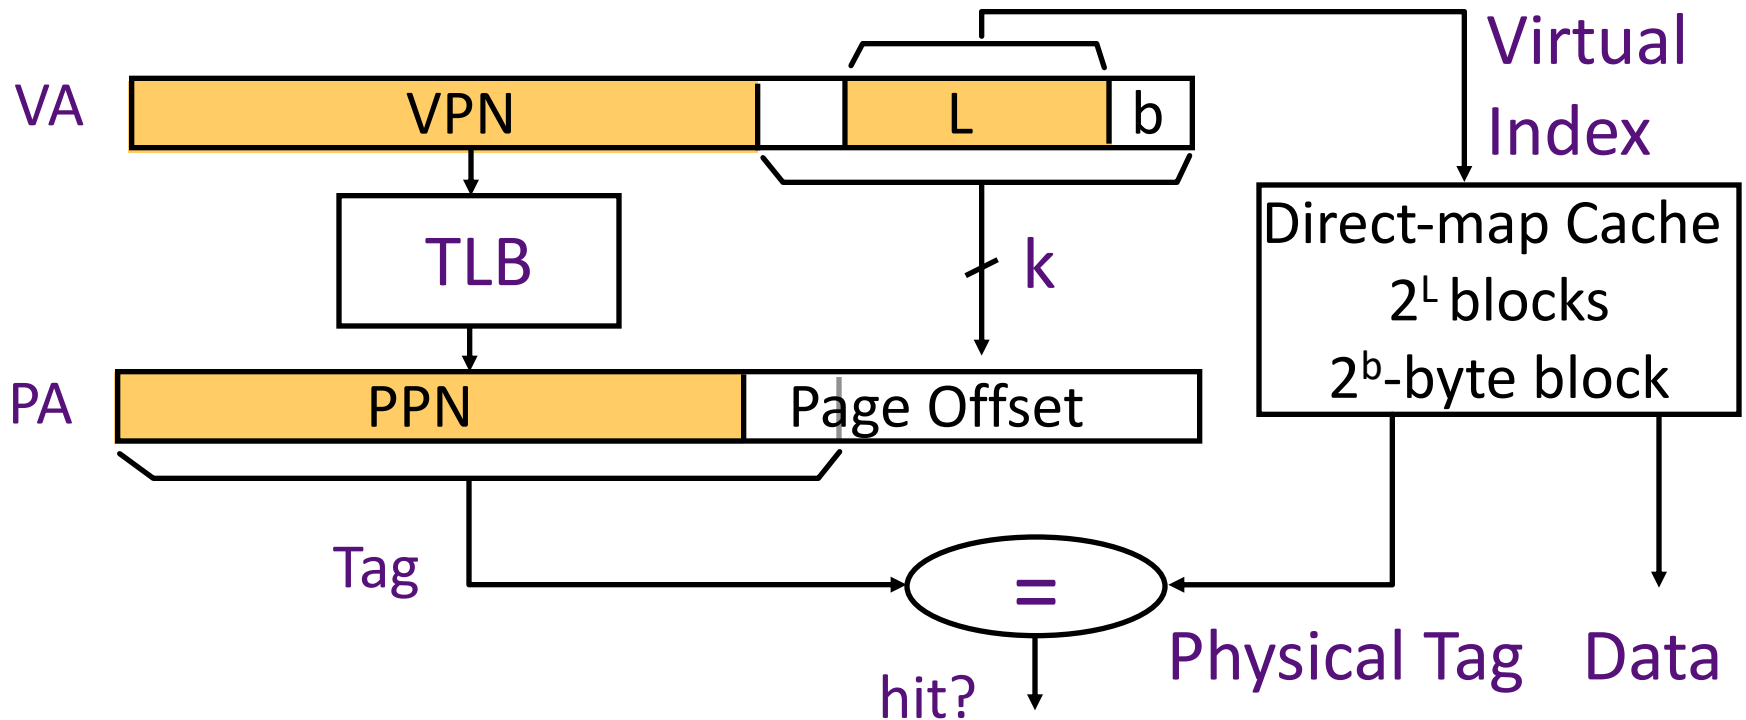 Virtual
Index
VA
VPN
L
b
TLB
k
Direct-map Cache
2ᴸ blocks
2ᵇ-byte block
PA
PPN
Page Offset
Tag
=
Physical Tag
Data
hit?